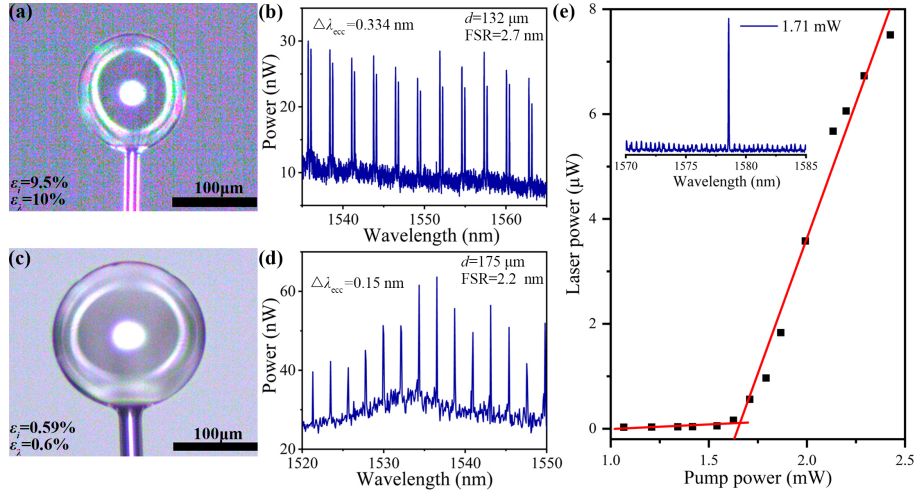 (a)
εᵢ=9.5%
ε_λ=10%
100μm
(b)
△λecc=0.334 nm
d=132 μm
FSR=2.7 nm
Power (nW)
30
20
10
1540
1550
1560
Wavelength (nm)
(c)
εᵢ=0.59%
ε_λ=0.6%
100μm
(d)
△λecc=0.15 nm
d=175 μm
FSR=2.2 nm
Power (nW)
60
40
20
1520
1530
1540
1550
Wavelength (nm)
(e)
Laser power (μW)
8
6
4
2
0
1.71 mW
1570
1575
1580
1585
Wavelength (nm)
1.0
1.5
2.0
2.5
Pump power (mW)